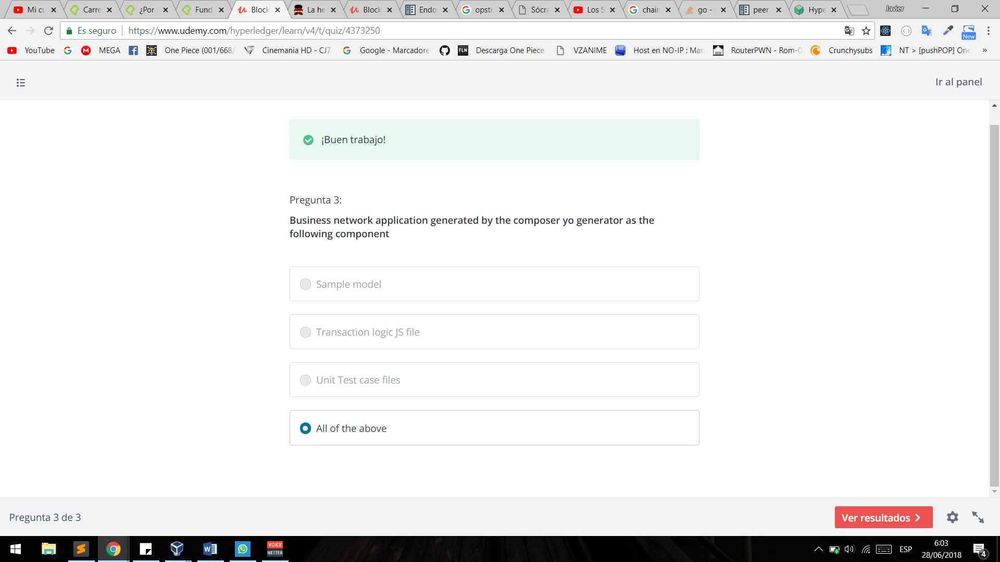 Mi cu
Carre
¿Por
Fund
Block
La he
Block
Endo
opsti
Sócra
Los S
chair
go -
peer
Hype
Javier
Es seguro
https://www.udemy.com/hyperledger/learn/v4/t/quiz/4373250
New
YouTube
MEGA
One Piece (001/668/
Cinemania HD - CJ7
Google - Marcadore
FLN
Descarga One Piece
VZANIME
Host en NO-IP : Man
RouterPWN - Rom-0
Crunchysubs
NT > [pushPOP] One
»
Ir al panel
¡Buen trabajo!
Pregunta 3:
Business network application generated by the composer yo generator as the
following component
Sample model
Transaction logic JS file
Unit Test case files
All of the above
Pregunta 3 de 3
Ver resultados
VOICE
MEETER
ESP
6:03
28/06/2018
4